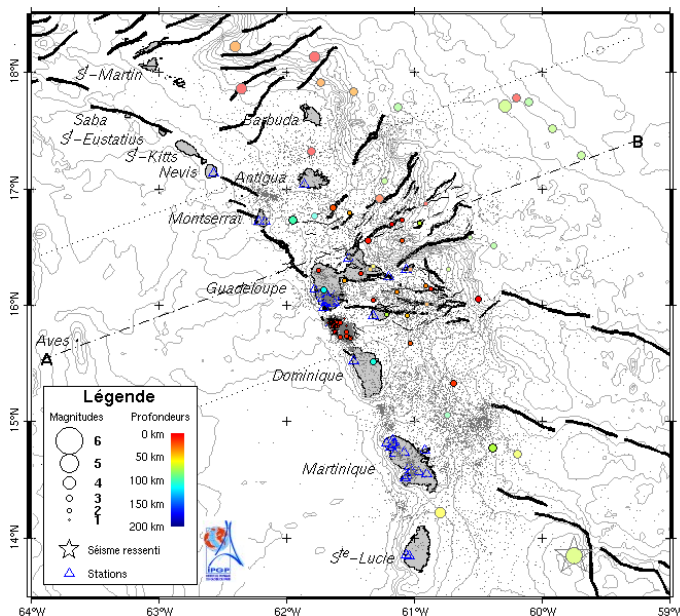 18°N
17°N
16°N
15°N
14°N
Sᵗ-Martin
Saba
Sᵗ-Eustatius
Sᵗ-Kitts
Nevis
Barbuda
Antigua
Montserrat
Guadeloupe
Aves
A
B
Dominique
Martinique
Sᵗᵉ-Lucie
Légende
Magnitudes
Profondeurs
6
5
4
3
2
1
0 km
50 km
100 km
150 km
200 km
Séisme ressenti
Stations
IPGP
64°W
63°W
62°W
61°W
60°W
59°W